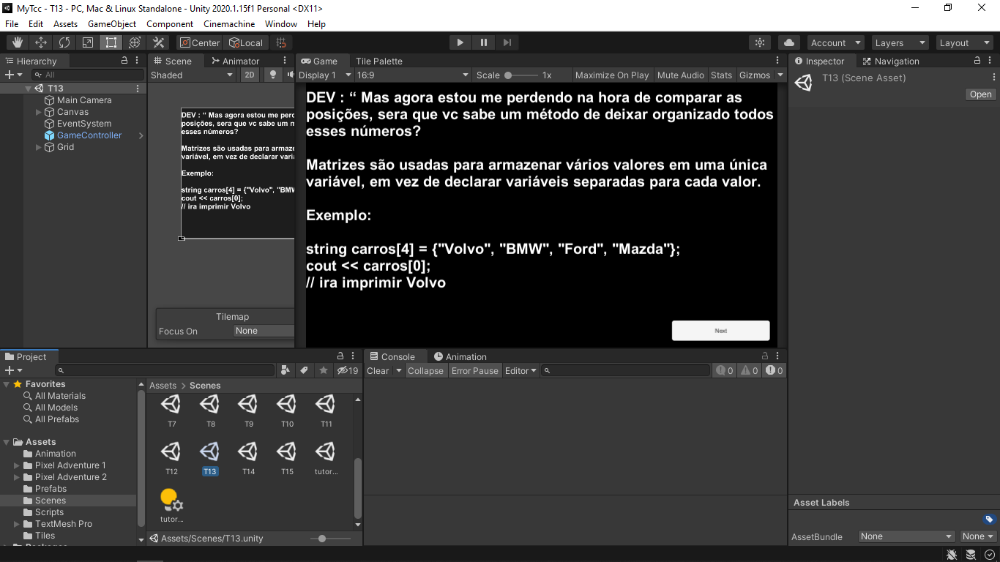 MyTcc - T13 - PC, Mac & Linux Standalone - Unity 2020.1.15f1 Personal <DX11>
File Edit Assets GameObject Component Cinemachine Window Help
Center Local
Account Layers Layout
Hierarchy
All
T13
Main Camera
Canvas
EventSystem
GameController
Grid
Scene Animator
Shaded 2D
DEV : “ Mas agora estou me
posições, sera que vc sabe um
esses números?
Matrizes são usadas para
variável, em vez de declarar
Exemplo:
string carros[4] = {"Volvo",
cout << carros[0];
// ira imprimir Volvo
Tilemap
Focus On None
Game Tile Palette
Display 1 16:9 Scale 1x Maximize On Play Mute Audio Stats Gizmos
DEV : “ Mas agora estou me perdendo na hora de comparar as
posições, sera que vc sabe um método de deixar organizado todos
esses números?
Matrizes são usadas para armazenar vários valores em uma única
variável, em vez de declarar variáveis separadas para cada valor.
Exemplo:
string carros[4] = {"Volvo", "BMW", "Ford", "Mazda"};
cout << carros[0];
// ira imprimir Volvo
Next
Inspector Navigation
T13 (Scene Asset)
Open
Project
19
Favorites
All Materials
All Models
All Prefabs
Assets
Animation
Pixel Adventure 1
Pixel Adventure 2
Prefabs
Scenes
Scripts
TextMesh Pro
Tiles
Assets > Scenes
T7 T8 T9 T10 T11
T12 T13 T14 T15 tutor...
tutor...
Assets/Scenes/T13.unity
Console Animation
Clear Collapse Error Pause Editor 0 0 0
Asset Labels
AssetBundle None None